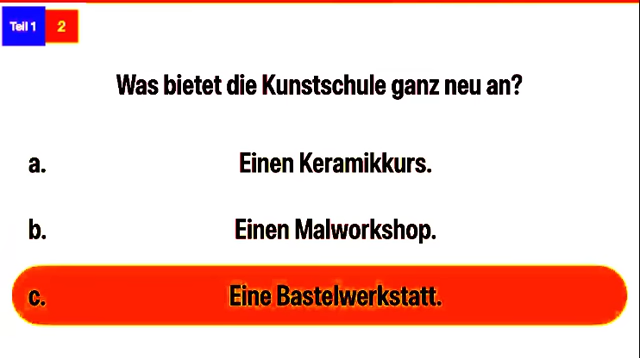 Teil 1 2
Was bietet die Kunstschule ganz neu an?
a. Einen Keramikkurs.
b. Einen Malworkshop.
c. Eine Bastelwerkstatt.